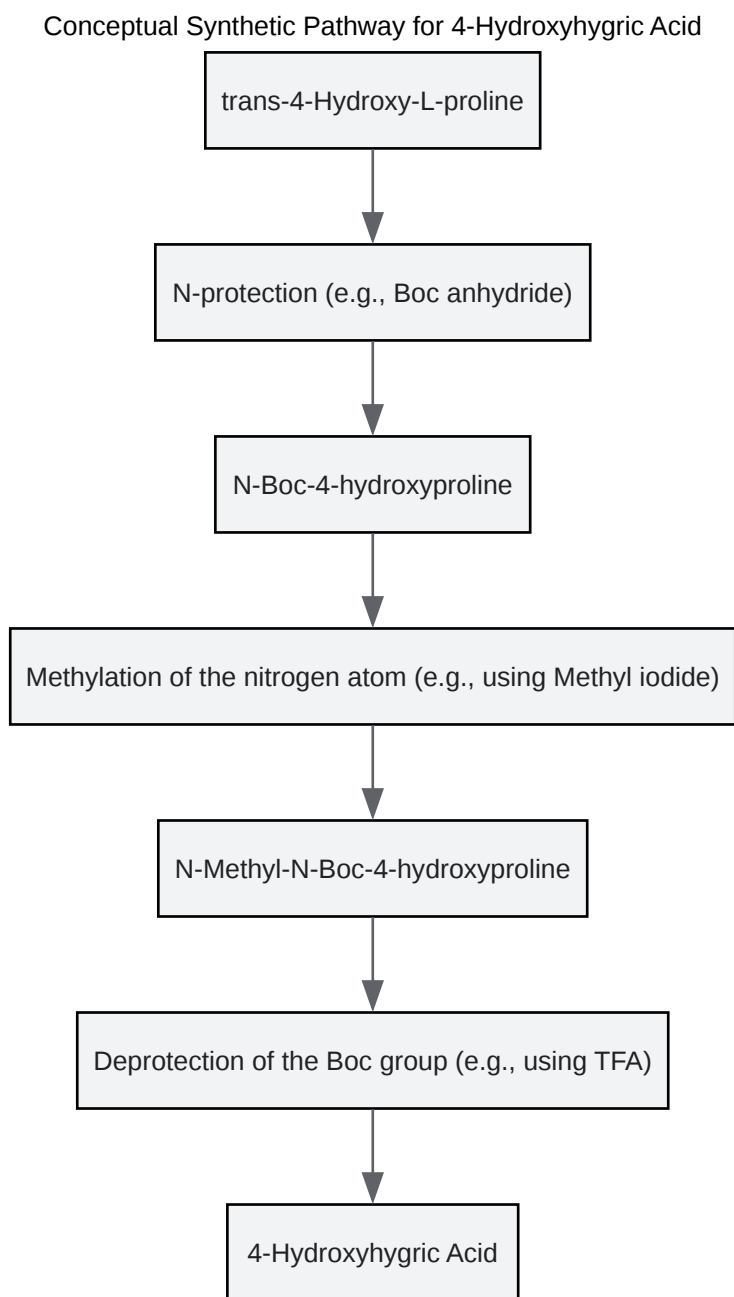 Conceptual Synthetic Pathway for 4-Hydroxyhygric Acid
trans-4-Hydroxy-L-proline
N-protection (e.g., Boc anhydride)
N-Boc-4-hydroxyproline
Methylation of the nitrogen atom (e.g., using Methyl iodide)
N-Methyl-N-Boc-4-hydroxyproline
Deprotection of the Boc group (e.g., using TFA)
4-Hydroxyhygric Acid